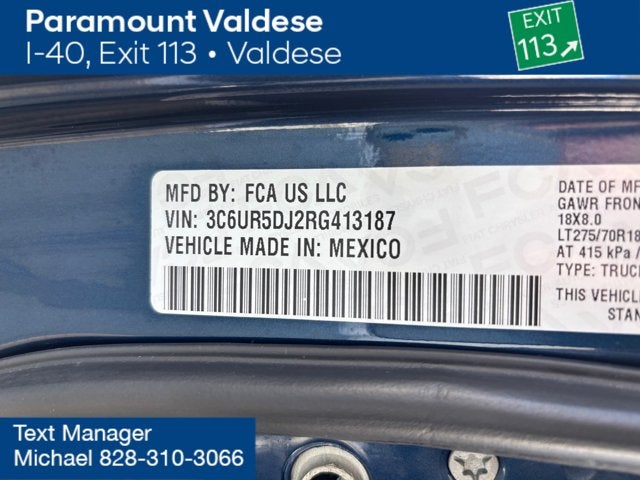 Paramount Valdese
I-40, Exit 113 • Valdese
EXIT
113
MFD BY: FCA US LLC
VIN: 3C6UR5DJ2RG413187
VEHICLE MADE IN: MEXICO
DATE OF MF
GAWR FRON
18X8.0
LT275/70R18
AT 415 kPa /
TYPE: TRUC
THIS VEHICL
STAN
Text Manager
Michael 828-310-3066